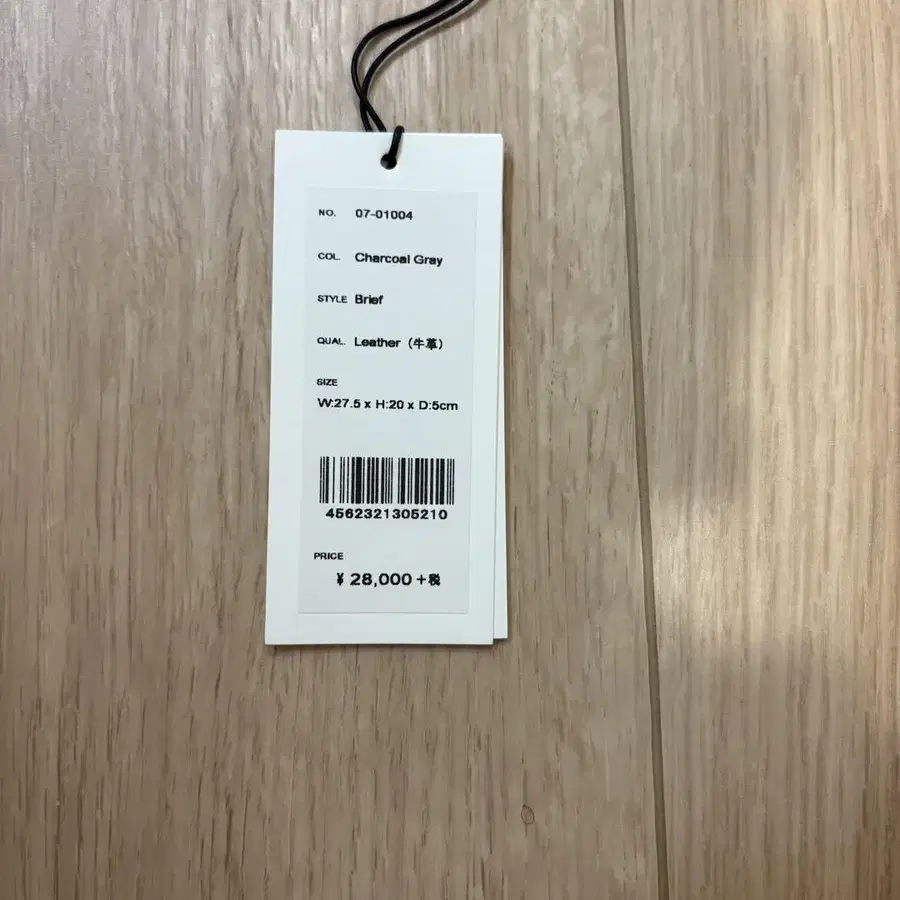 NO. 07-01004
COL. Charcoal Gray
STYLE Brief
QUAL. Leather（牛革）
SIZE
W:27.5 x H:20 x D:5cm
4562321305210
PRICE
¥ 28,000 +税